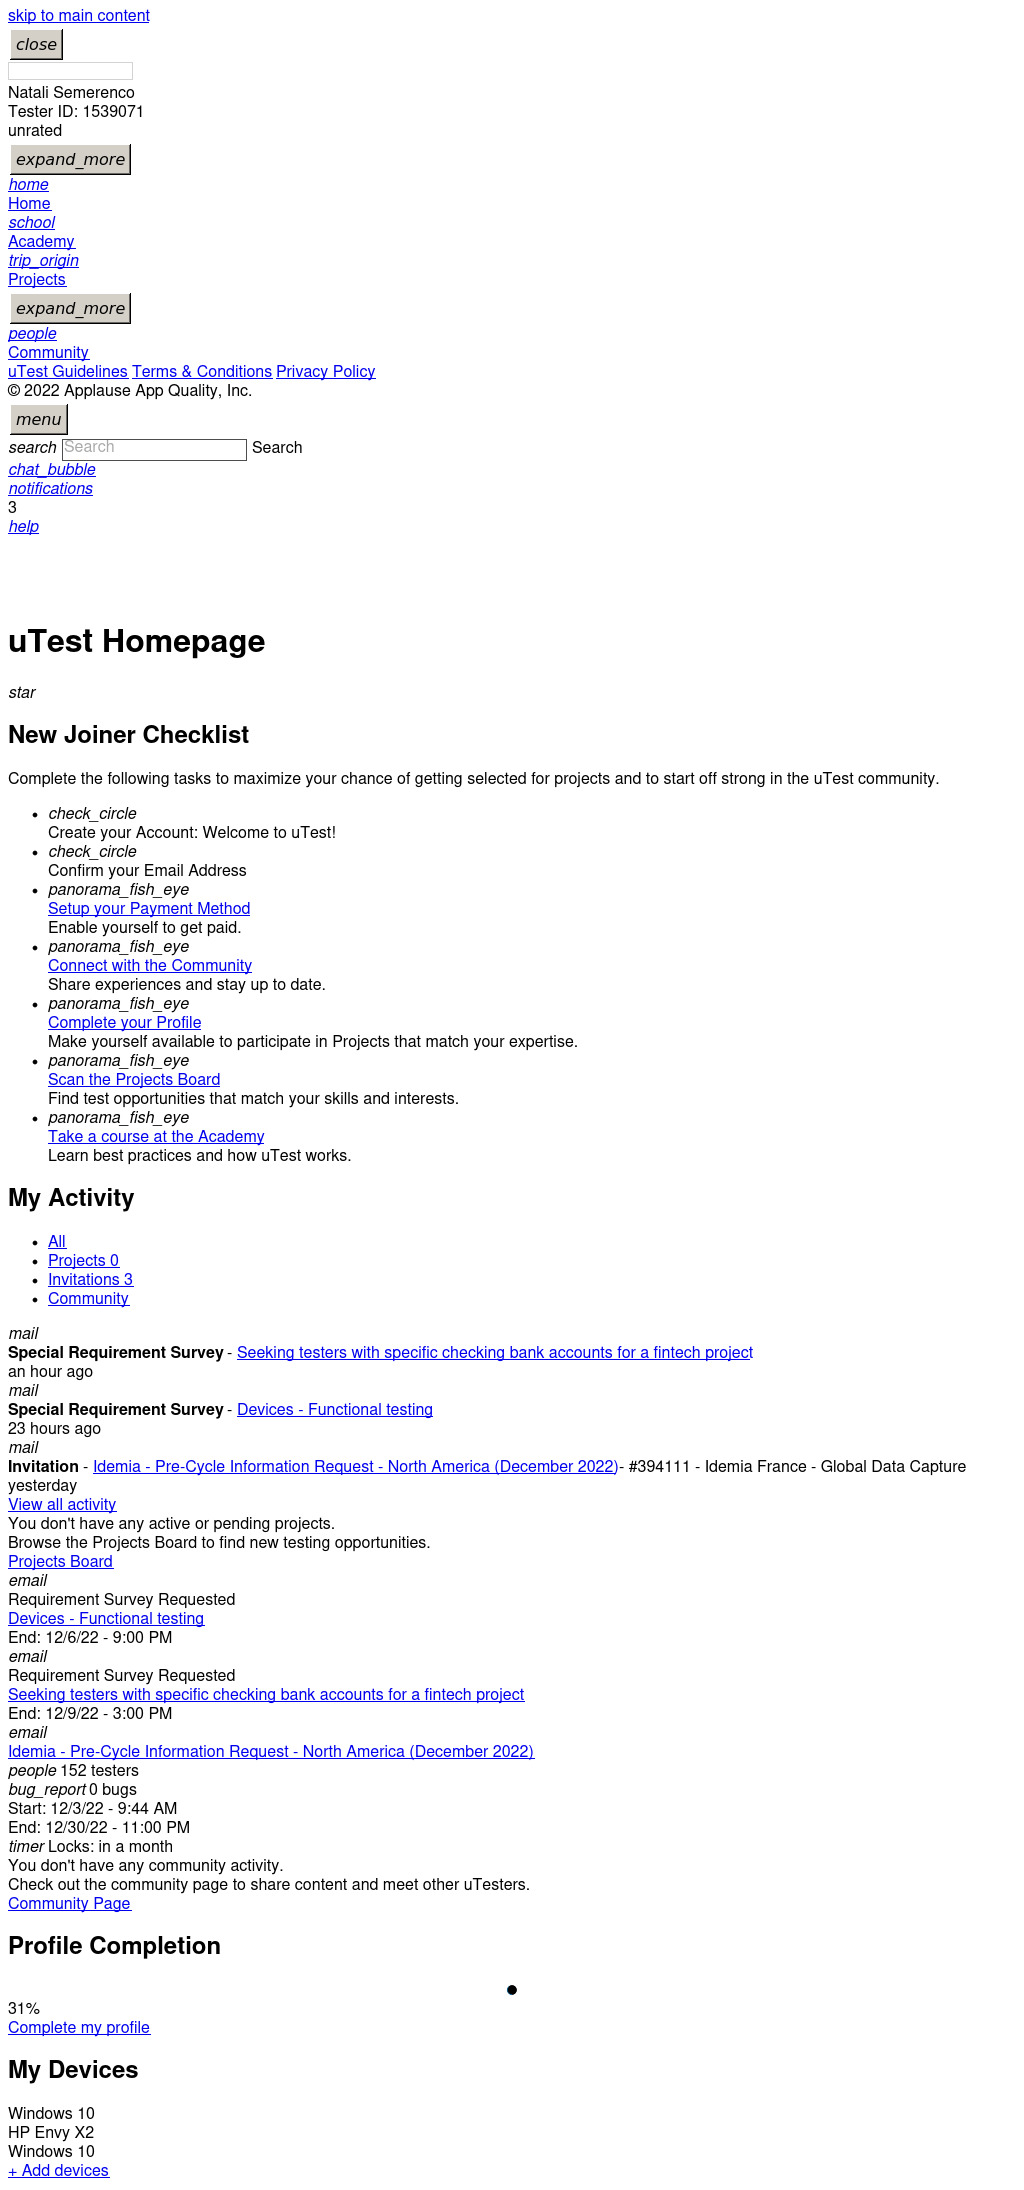 skip to main content
close
Natali Semerenco
Tester ID: 1539071
unrated
expand_more
home
Home
school
Academy
trip_origin
Projects
expand_more
people
Community
uTest Guidelines Terms & Conditions Privacy Policy
© 2022 Applause App Quality, Inc.
menu
search Search Search
chat_bubble
notifications
3
help
uTest Homepage
star
New Joiner Checklist
Complete the following tasks to maximize your chance of getting selected for projects and to start off strong in the uTest community.
• check_circle
Create your Account: Welcome to uTest!
• check_circle
Confirm your Email Address
• panorama_fish_eye
Setup your Payment Method
Enable yourself to get paid.
• panorama_fish_eye
Connect with the Community
Share experiences and stay up to date.
• panorama_fish_eye
Complete your Profile
Make yourself available to participate in Projects that match your expertise.
• panorama_fish_eye
Scan the Projects Board
Find test opportunities that match your skills and interests.
• panorama_fish_eye
Take a course at the Academy
Learn best practices and how uTest works.
My Activity
• All
• Projects 0
• Invitations 3
• Community
mail
Special Requirement Survey - Seeking testers with specific checking bank accounts for a fintech project
an hour ago
mail
Special Requirement Survey - Devices - Functional testing
23 hours ago
mail
Invitation - Idemia - Pre-Cycle Information Request - North America (December 2022)- #394111 - Idemia France - Global Data Capture
yesterday
View all activity
You don't have any active or pending projects.
Browse the Projects Board to find new testing opportunities.
Projects Board
email
Requirement Survey Requested
Devices - Functional testing
End: 12/6/22 - 9:00 PM
email
Requirement Survey Requested
Seeking testers with specific checking bank accounts for a fintech project
End: 12/9/22 - 3:00 PM
email
Idemia - Pre-Cycle Information Request - North America (December 2022)
people 152 testers
bug_report 0 bugs
Start: 12/3/22 - 9:44 AM
End: 12/30/22 - 11:00 PM
timer Locks: in a month
You don't have any community activity.
Check out the community page to share content and meet other uTesters.
Community Page
Profile Completion
31%
Complete my profile
My Devices
Windows 10
HP Envy X2
Windows 10
+ Add devices